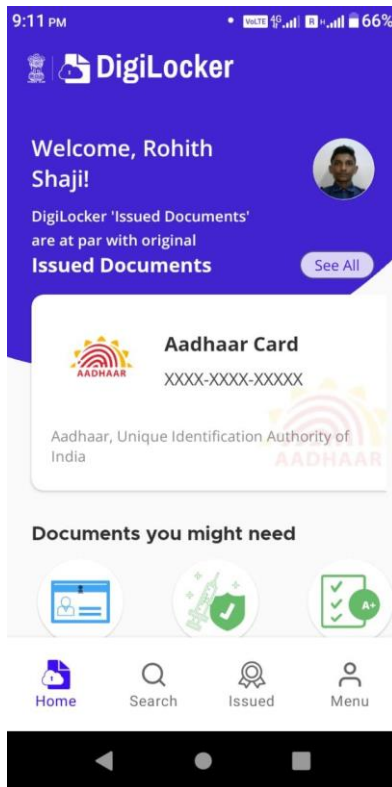 9:11 PM
VoLTE 4G R H 66%
DigiLocker
Welcome, Rohith
Shaji!
DigiLocker 'Issued Documents'
are at par with original
Issued Documents
See All
Aadhaar Card
XXXX-XXXX-XXXXX
AADHAAR
Aadhaar, Unique Identification Authority of
India
AADHAAR
Documents you might need
A+
Home
Search
Issued
Menu